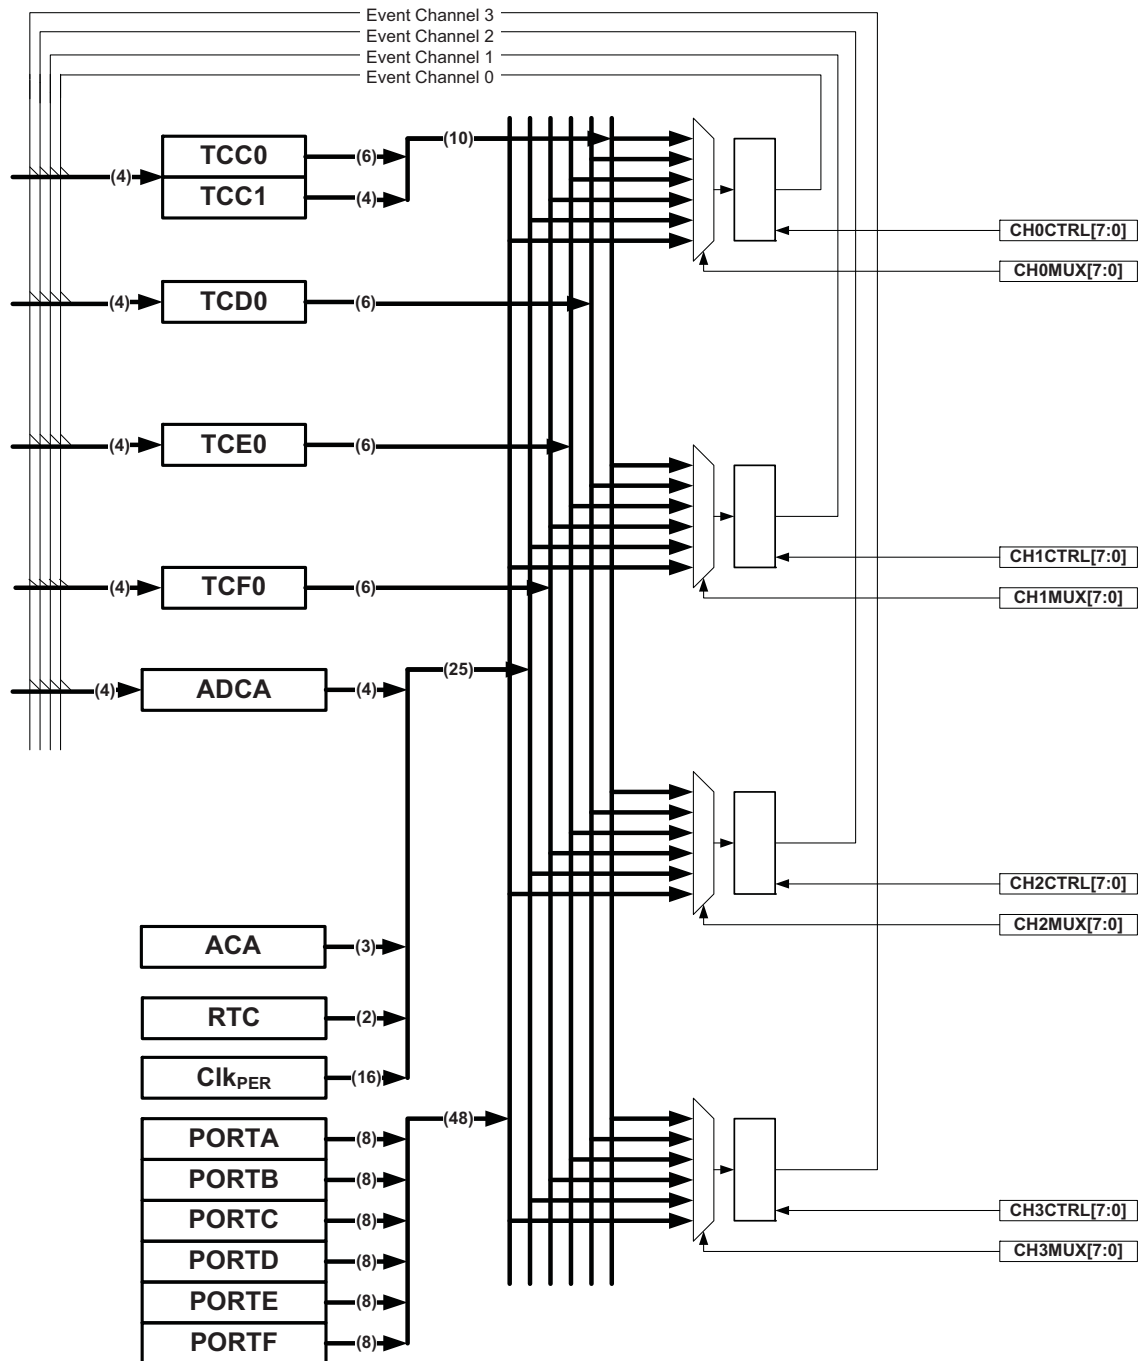 Event Channel 3
Event Channel 2
Event Channel 1
Event Channel 0
(10)
TCC0
(6)
(4)
TCC1
(4)
CH0CTRL[7:0]
CH0MUX[7:0]
(4)
TCD0
(6)
(4)
TCE0
(6)
CH1CTRL[7:0]
CH1MUX[7:0]
(4)
TCF0
(6)
(25)
(4)
ADCA
(4)
CH2CTRL[7:0]
CH2MUX[7:0]
ACA
(3)
RTC
(2)
ClkPER
(16)
(48)
PORTA
(8)
PORTB
(8)
PORTC
(8)
CH3CTRL[7:0]
CH3MUX[7:0]
PORTD
(8)
PORTE
(8)
PORTF
(8)